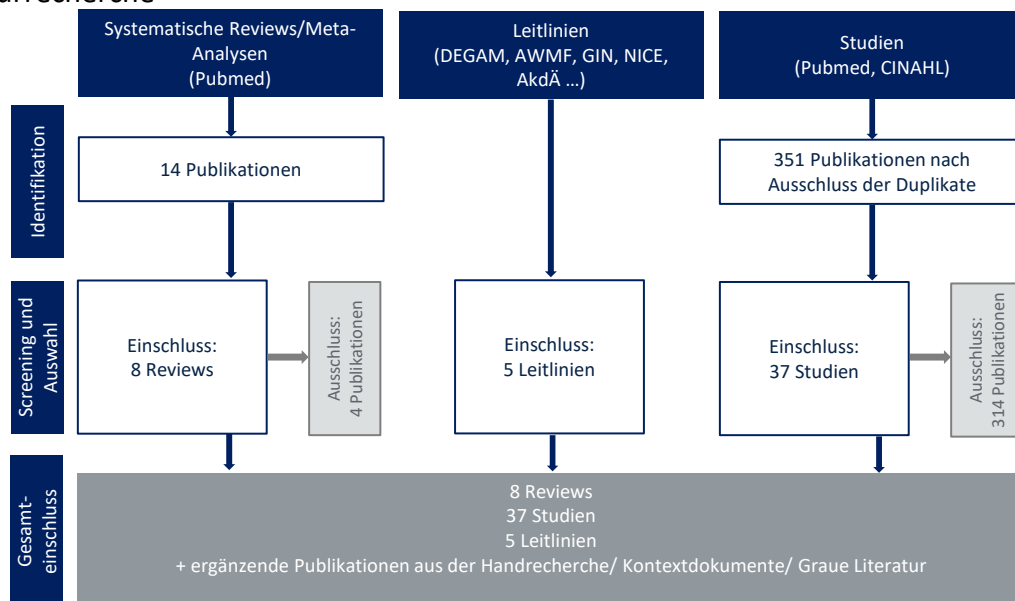 Systematische Reviews/Meta-
Analysen
(Pubmed)
Leitlinien
(DEGAM, AWMF, GIN, NICE,
AkdÄ ...)
Studien
(Pubmed, CINAHL)
Identifikation
14 Publikationen
351 Publikationen nach
Ausschluss der Duplikate
Screening und
Auswahl
Einschluss:
8 Reviews
Ausschluss:
4 Publikationen
Einschluss:
5 Leitlinien
Einschluss:
37 Studien
Ausschluss:
314 Publikationen
Gesamt-
einschluss
8 Reviews
37 Studien
5 Leitlinien
+ ergänzende Publikationen aus der Handrecherche/ Kontextdokumente/ Graue Literatur